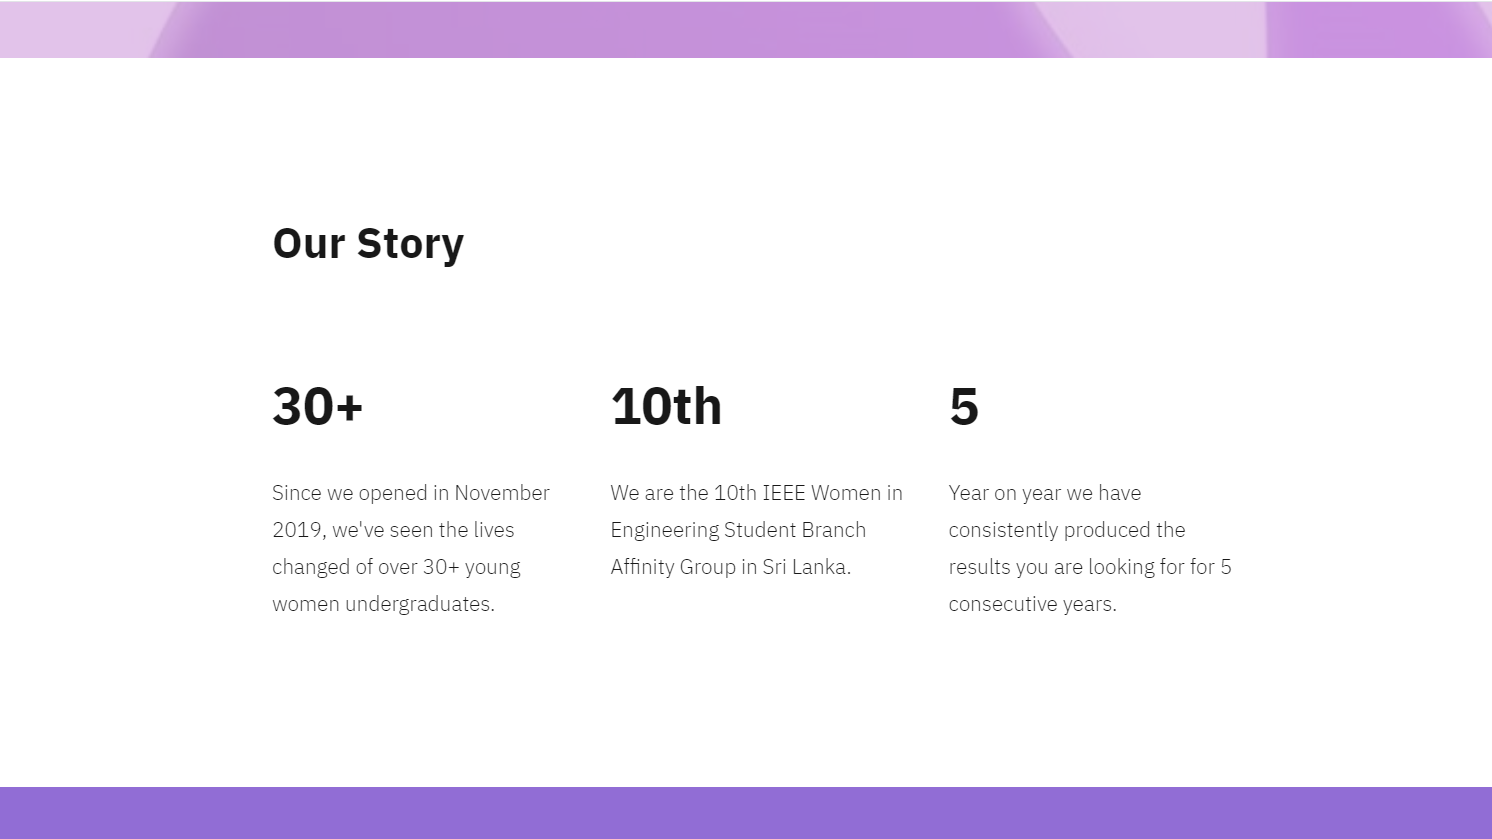 Our Story
30+
Since we opened in November
2019, we've seen the lives
changed of over 30+ young
women undergraduates.
10th
We are the 10th IEEE Women in
Engineering Student Branch
Affinity Group in Sri Lanka.
5
Year on year we have
consistently produced the
results you are looking for for 5
consecutive years.